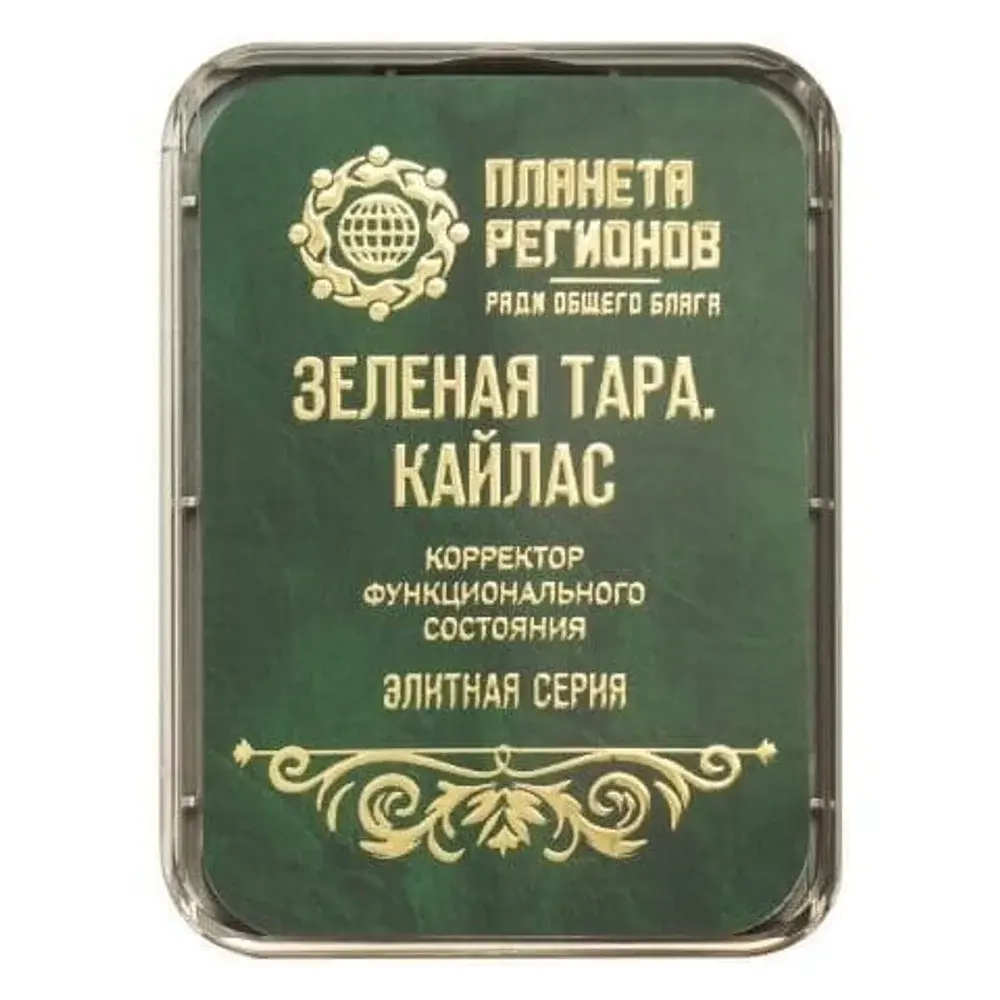 ПЛАНЕТА
РЕГИОНОВ
РАДИ ОБЩЕГО БЛАГА
ЗЕЛЕНАЯ ТАРА.
КАЙЛАС
КОРРЕКТОР
ФУНКЦИОНАЛЬНОГО
СОСТОЯНИЯ
ЭЛИТНАЯ СЕРИЯ